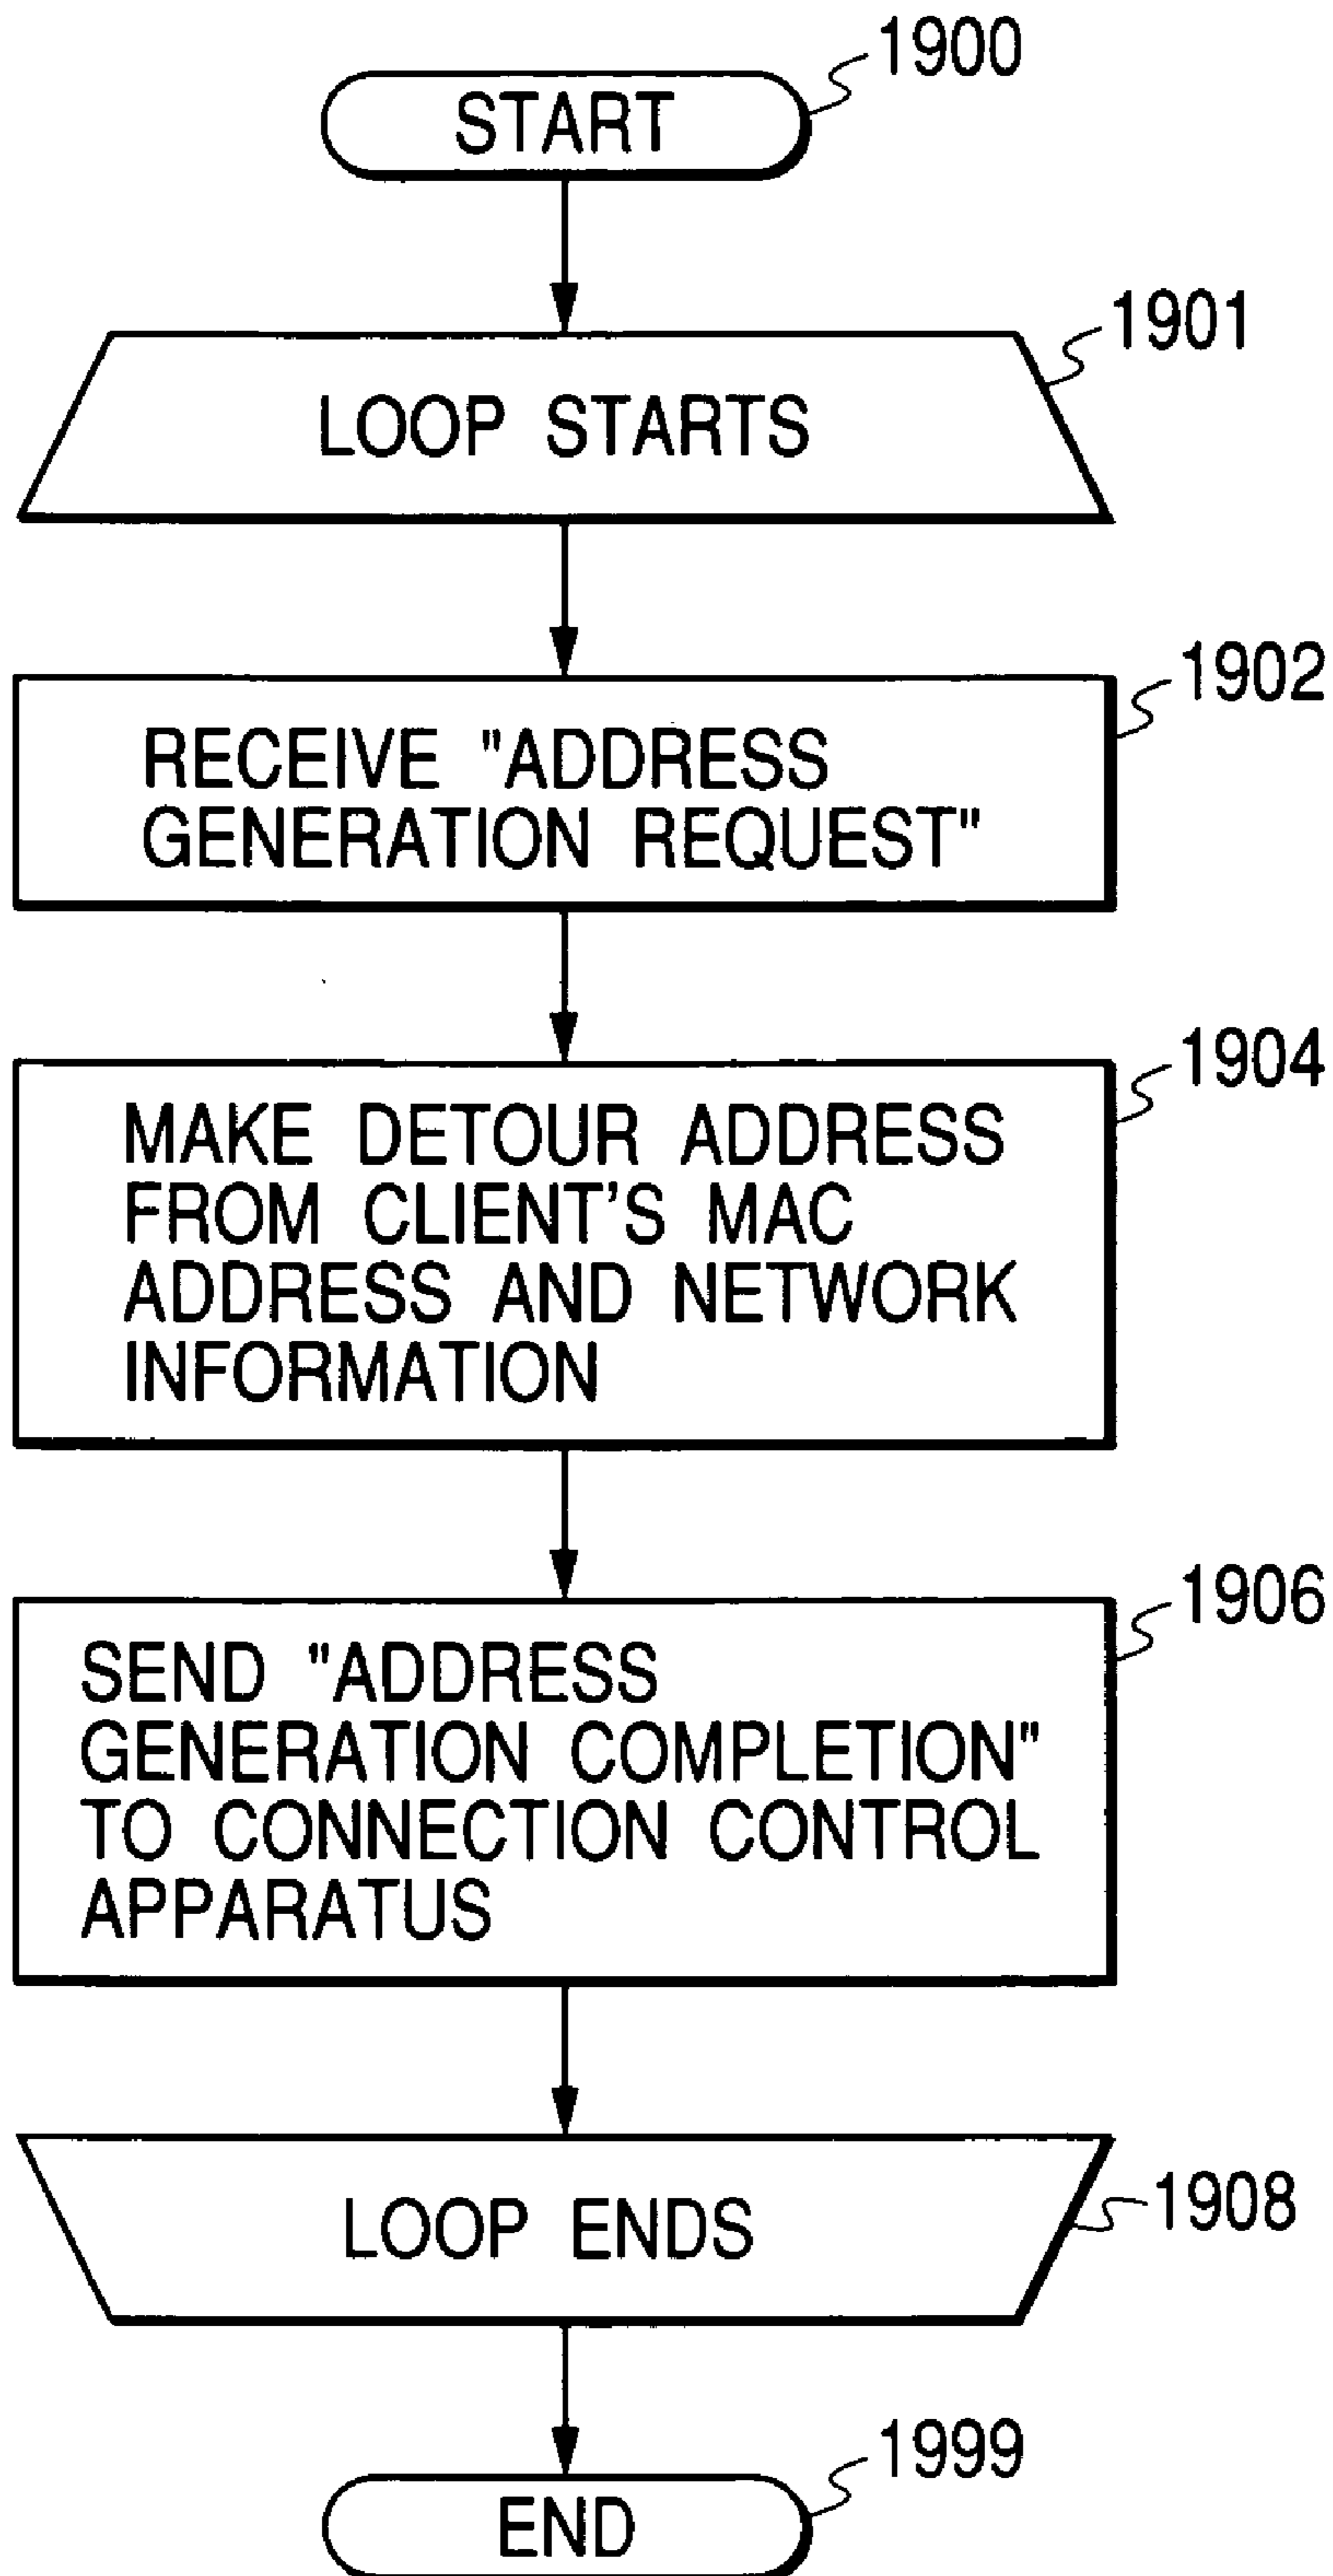 1900
START
1901
LOOP STARTS
1902
RECEIVE "ADDRESS
GENERATION REQUEST"
1904
MAKE DETOUR ADDRESS
FROM CLIENT'S MAC
ADDRESS AND NETWORK
INFORMATION
1906
SEND "ADDRESS
GENERATION COMPLETION"
TO CONNECTION CONTROL
APPARATUS
1908
LOOP ENDS
1999
END